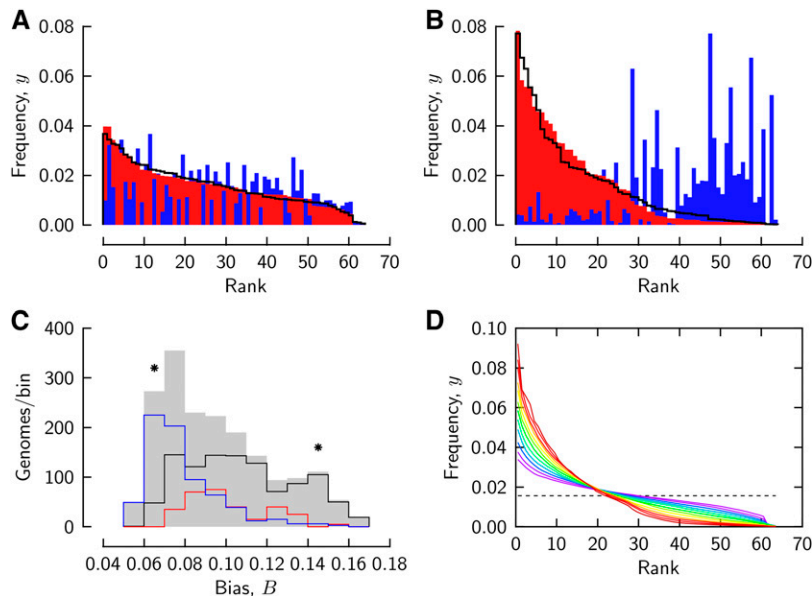 A
B
0.08
0.06
0.04
0.02
0.00
Frequency, y
0 10 20 30 40 50 60 70
Rank
0.08
0.06
0.04
0.02
0.00
Frequency, y
0 10 20 30 40 50 60 70
Rank
C
D
400
300
200
100
0
Genomes/bin
* *
0.04 0.06 0.08 0.10 0.12 0.14 0.16 0.18
Bias, B
0.10
0.08
0.06
0.04
0.02
0.00
Frequency, y
0 10 20 30 40 50 60 70
Rank